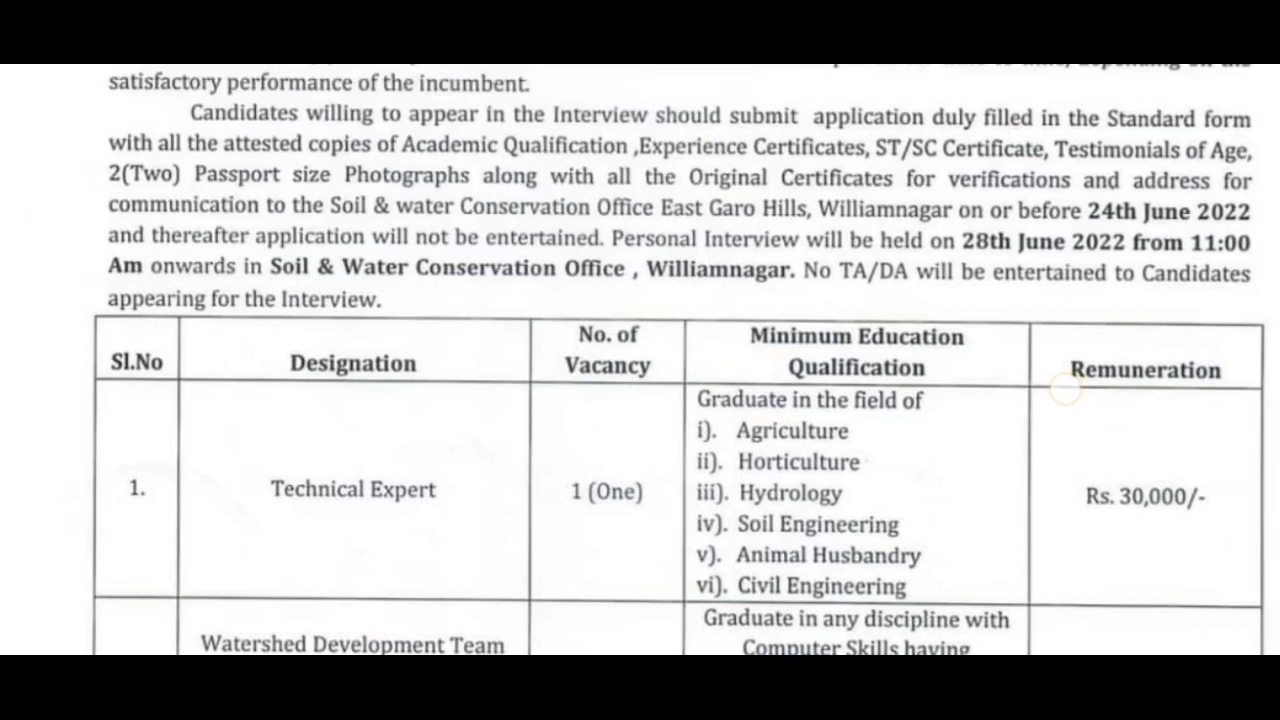 satisfactory performance of the incumbent.
Candidates willing to appear in the Interview should submit application duly filled in the Standard form
with all the attested copies of Academic Qualification ,Experience Certificates, ST/SC Certificate, Testimonials of Age,
2(Two) Passport size Photographs along with all the Original Certificates for verifications and address for
communication to the Soil & water Conservation Office East Garo Hills, Williamnagar on or before 24th June 2022
and thereafter application will not be entertained. Personal Interview will be held on 28th June 2022 from 11:00
Am onwards in Soil & Water Conservation Office , Williamnagar. No TA/DA will be entertained to Candidates
appearing for the Interview.
Sl.No
Designation
No. of
Vacancy
Minimum Education
Qualification
Remuneration
1.
Technical Expert
1 (One)
Graduate in the field of
i). Agriculture
ii). Horticulture
iii). Hydrology
iv). Soil Engineering
v). Animal Husbandry
vi). Civil Engineering
Rs. 30,000/-
Watershed Development Team
Graduate in any discipline with
Computer Skills having